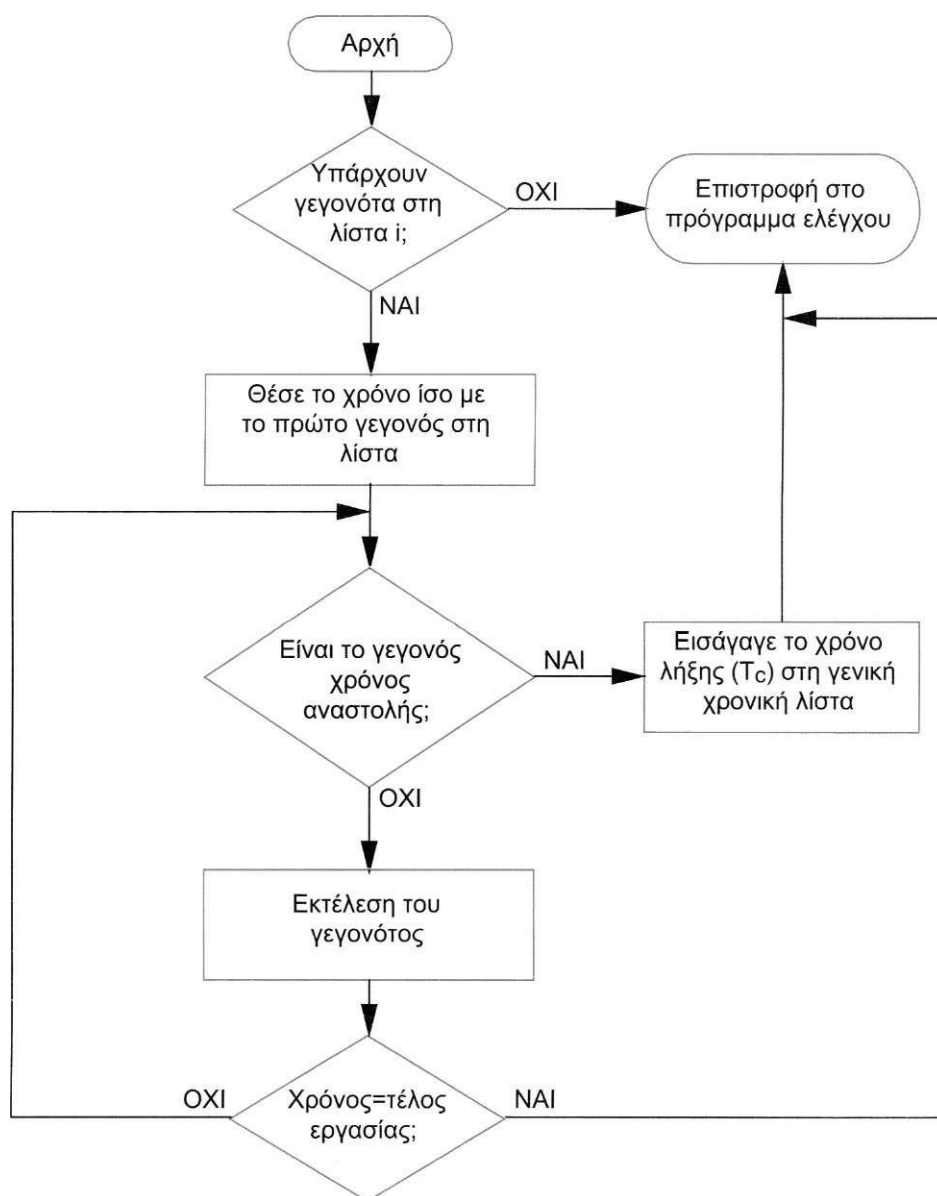 Αρχή
Υπάρχουν
γεγονότα στη
λίστα i;
ΟΧΙ
Επιστροφή στο
πρόγραμμα ελέγχου
ΝΑΙ
Θέσε το χρόνο ίσο με
το πρώτο γεγονός στη
λίστα
Είναι το γεγονός
χρόνος
αναστολής;
ΝΑΙ
Εισάγαγε το χρόνο
λήξης (Tc) στη γενική
χρονική λίστα
ΟΧΙ
Εκτέλεση του
γεγονότος
ΟΧΙ
Χρόνος=τέλος
εργασίας;
ΝΑΙ